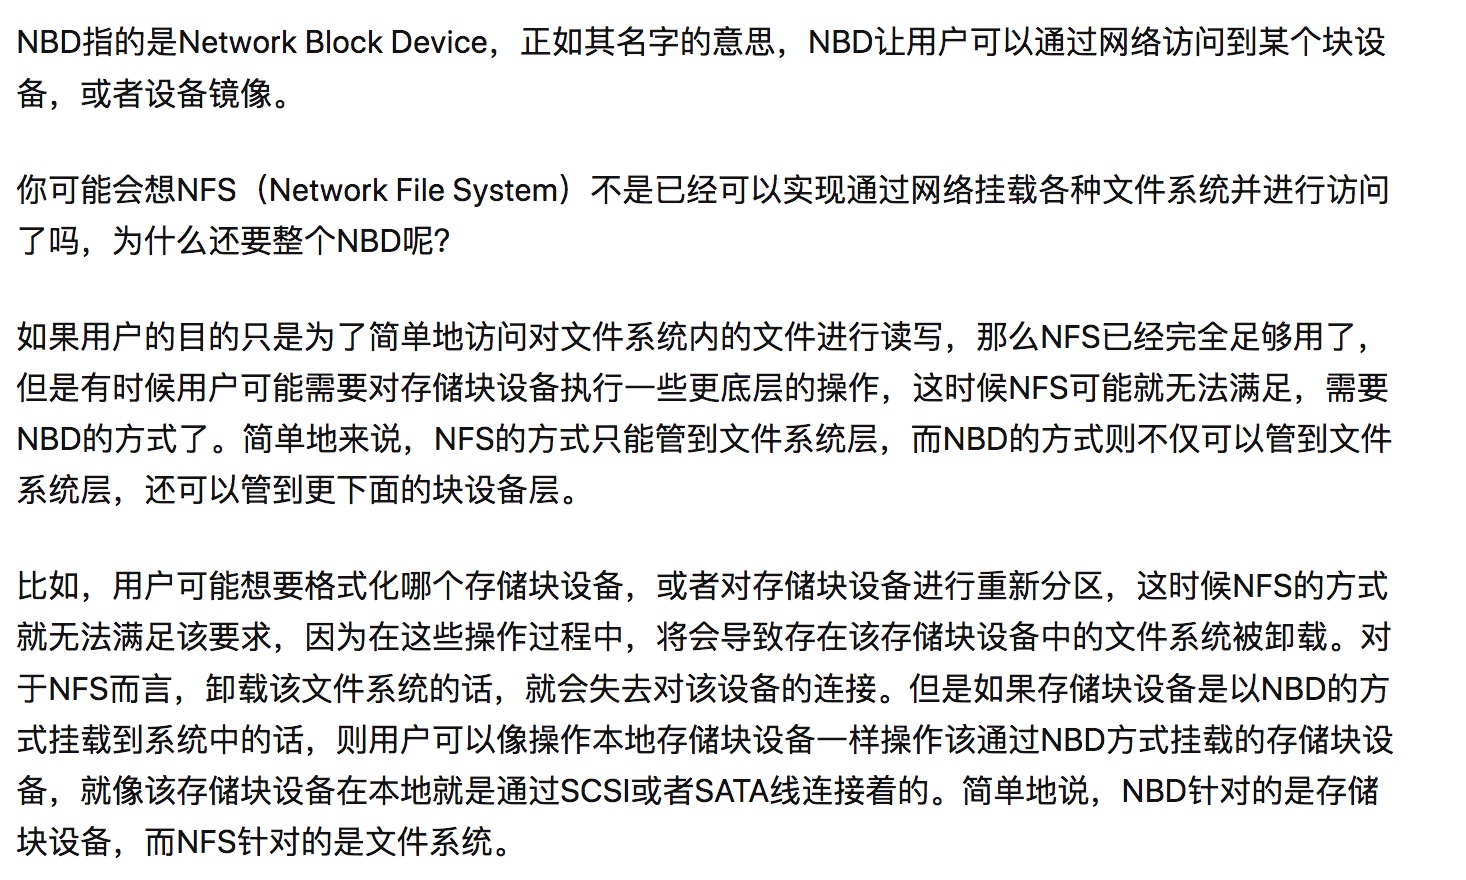 NBD指的是Network Block Device，正如其名字的意思，NBD让用户可以通过网络访问到某个块设
备，或者设备镜像。
你可能会想NFS（Network File System）不是已经可以实现通过网络挂载各种文件系统并进行访问
了吗，为什么还要整个NBD呢？
如果用户的目的只是为了简单地访问对文件系统内的文件进行读写，那么NFS已经完全足够用了，
但是有时候用户可能需要对存储块设备执行一些更底层的操作，这时候NFS可能就无法满足，需要
NBD的方式了。简单地来说，NFS的方式只能管到文件系统层，而NBD的方式则不仅可以管到文件
系统层，还可以管到更下面的块设备层。
比如，用户可能想要格式化哪个存储块设备，或者对存储块设备进行重新分区，这时候NFS的方式
就无法满足该要求，因为在这些操作过程中，将会导致存在该存储块设备中的文件系统被卸载。对
于NFS而言，卸载该文件系统的话，就会失去对该设备的连接。但是如果存储块设备是以NBD的方
式挂载到系统中的话，则用户可以像操作本地存储块设备一样操作该通过NBD方式挂载的存储块设
备，就像该存储块设备在本地就是通过SCSI或者SATA线连接着的。简单地说，NBD针对的是存储
块设备，而NFS针对的是文件系统。